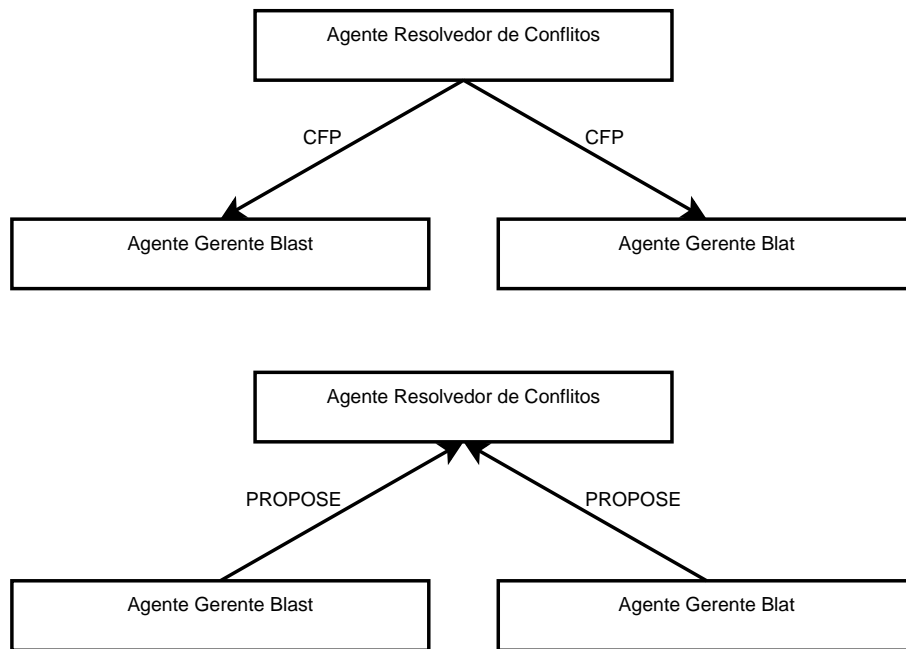 Agente Resolvedor de Conflitos
CFP
CFP
Agente Gerente Blast
Agente Gerente Blat
Agente Resolvedor de Conflitos
PROPOSE
PROPOSE
Agente Gerente Blast
Agente Gerente Blat